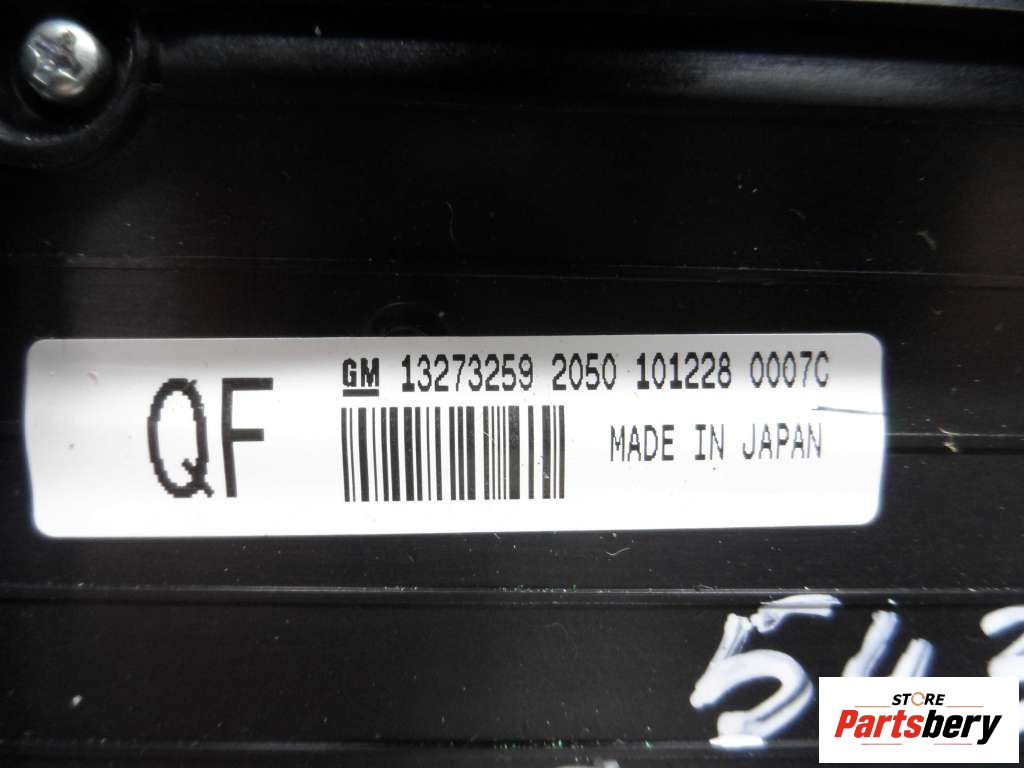 QF
GM 13273259 2050 101228 0007C
MADE IN JAPAN
STORE
Partsbery